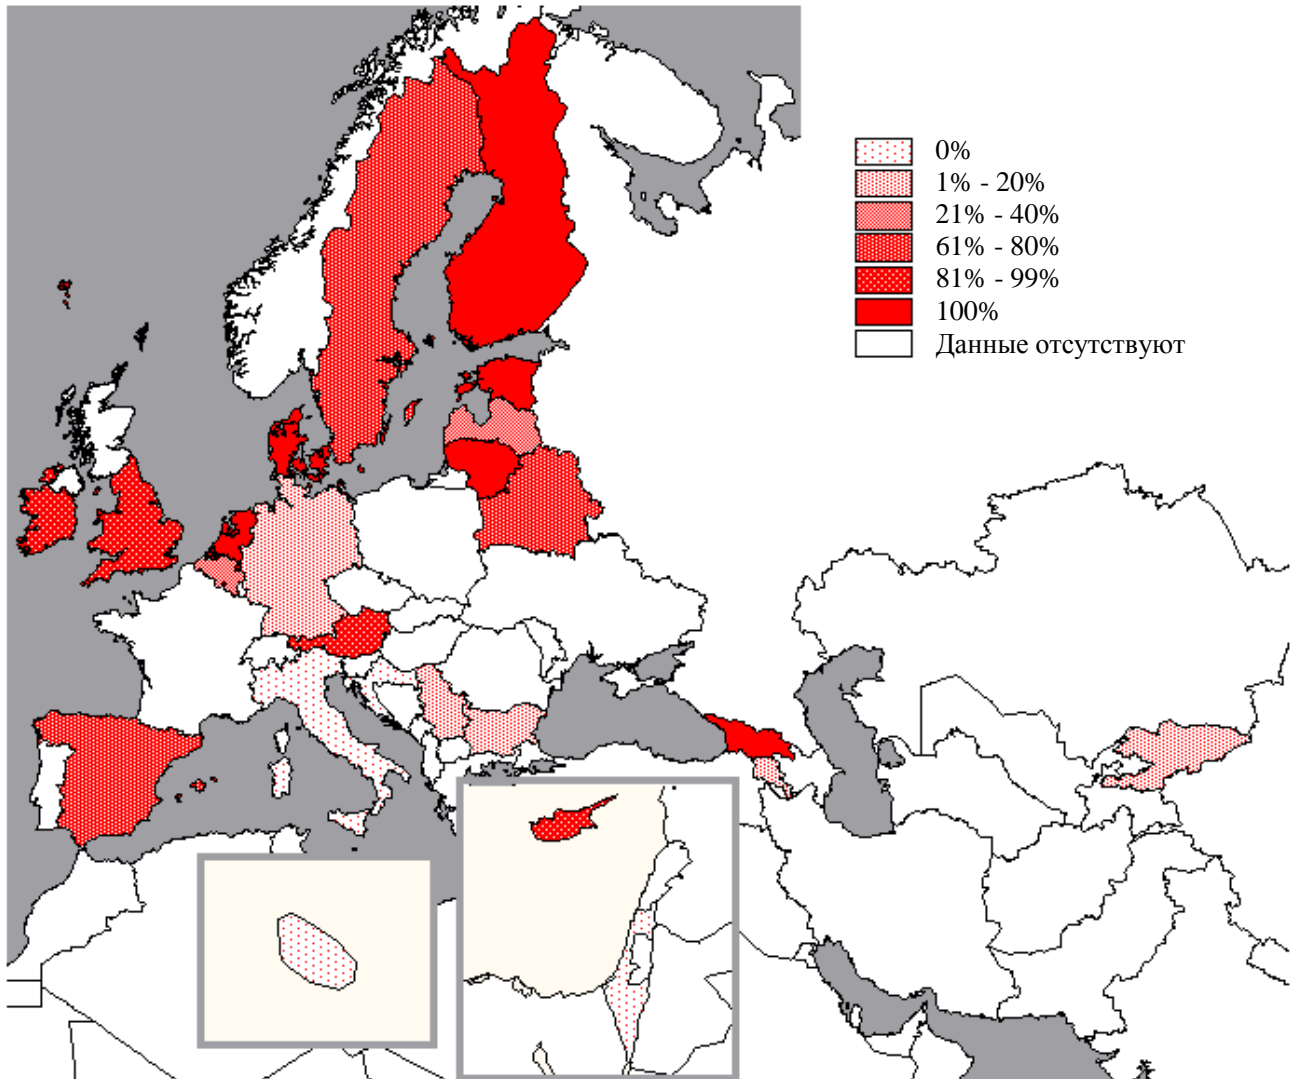 0%
1% - 20%
21% - 40%
61% - 80%
81% - 99%
100%
Данные отсутствуют